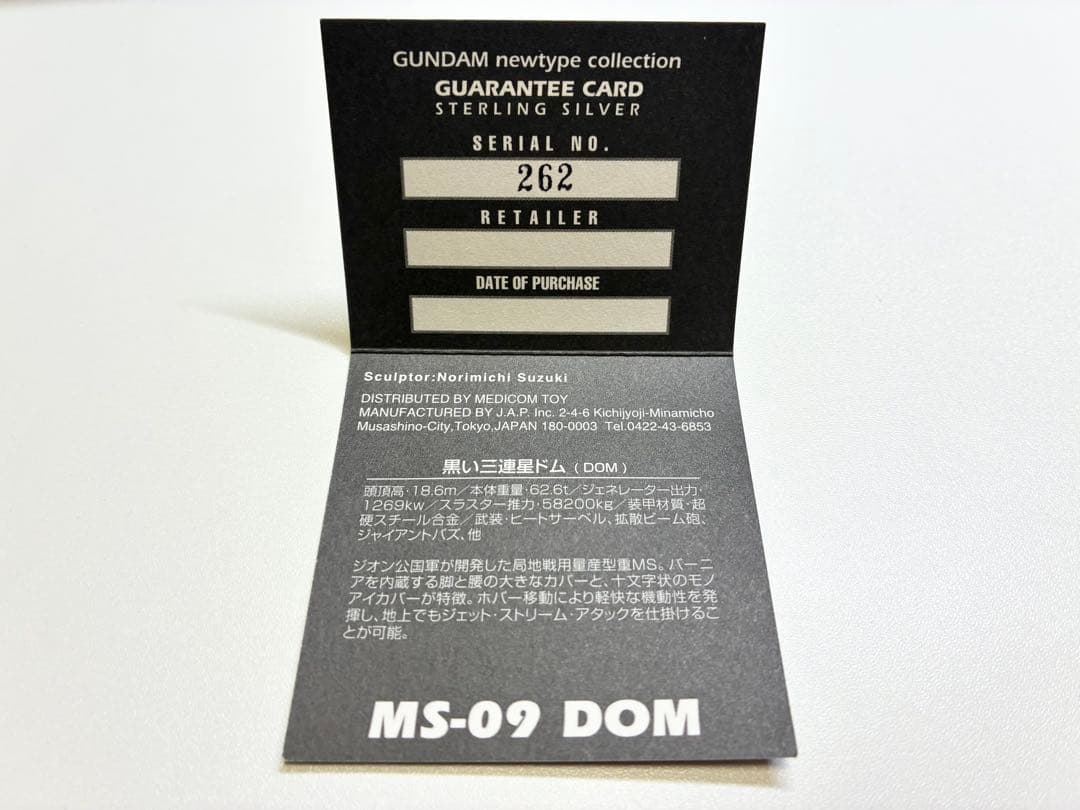 GUNDAM newtype collection
GUARANTEE CARD
STERLING SILVER
SERIAL NO.
262
RETAILER
DATE OF PURCHASE
Sculptor:Norimichi Suzuki
DISTRIBUTED BY MEDICOM TOY
MANUFACTURED BY J.A.P. Inc. 2-4-6 Kichijyoji-Minamicho
Musashino-City,Tokyo,JAPAN 180-0003 Tel.0422-43-6853
黒い三連星ドム（DOM）
頭頂高・18.6m／本体重量・62.6t／ジェネレーター出力・
1269kw／スラスター推力・58200kg／装甲材質・超
硬スチール合金／武装・ヒートサーベル、拡散ビーム砲、
ジャイアントバズ、他
ジオン公国軍が開発した局地戦用量産型重MS。バーニ
アを内蔵する脚と腰の大きなカバーと、十文字状のモノ
アイカバーが特徴。ホバー移動により軽快な機動性を発
揮し、地上でもジェット・ストリーム・アタックを仕掛けるこ
とが可能。
MS-09 DOM